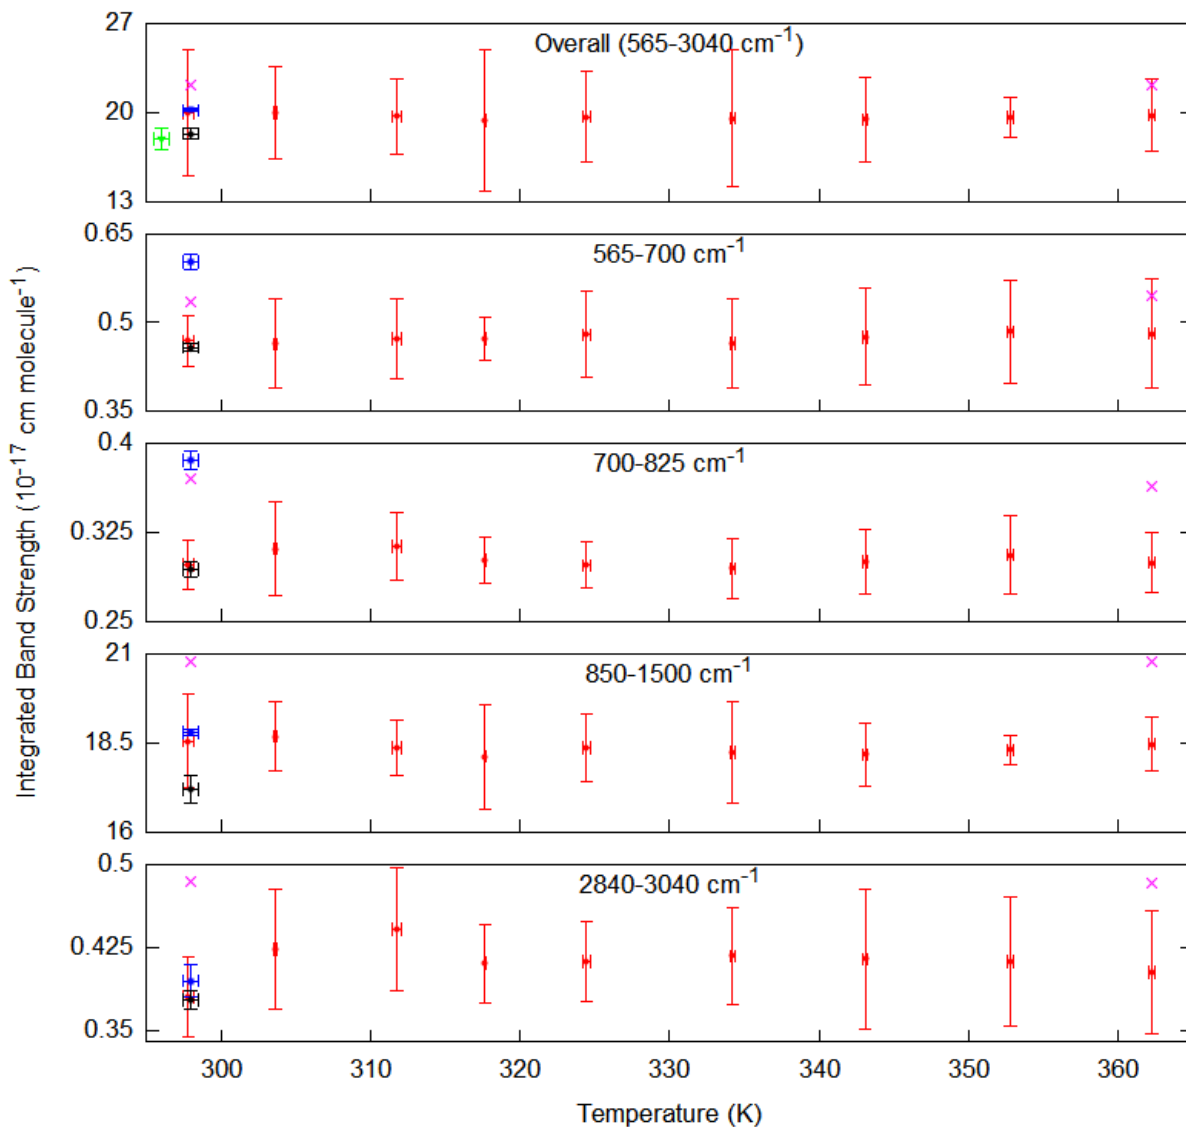 27
Overall (565-3040 cm⁻¹)
20
13
0.65
565-700 cm⁻¹
0.5
0.35
0.4
700-825 cm⁻¹
0.325
0.25
21
850-1500 cm⁻¹
18.5
16
0.5
2840-3040 cm⁻¹
0.425
0.35
Integrated Band Strength (10⁻¹⁷ cm molecule⁻¹)
300 310 320 330 340 350 360
Temperature (K)